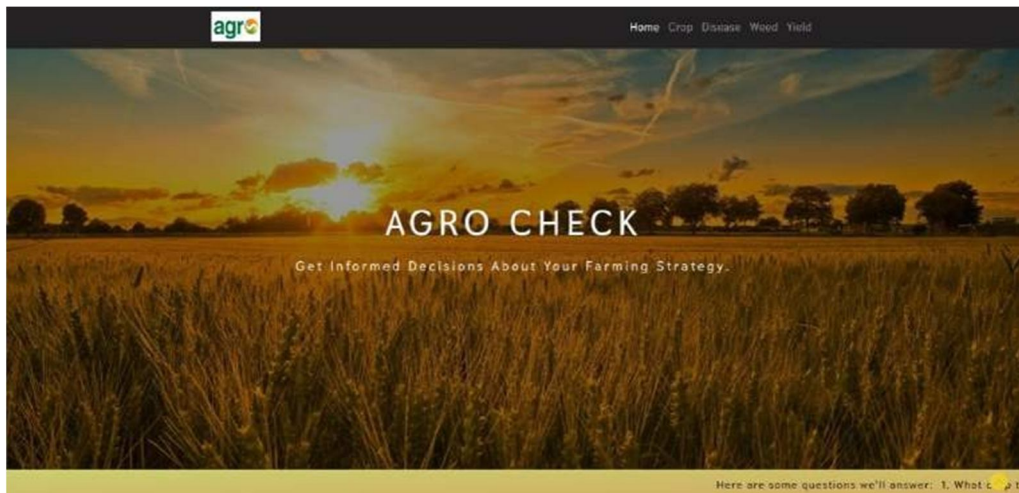 agro
Home Crop Disease Weed Yield
AGRO CHECK
Get Informed Decisions About Your Farming Strategy.
Here are some questions we'll answer: 1. What